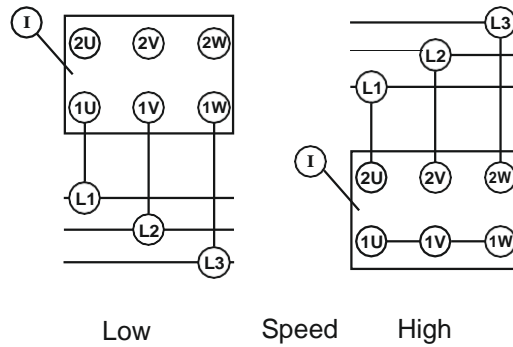 I
2U 2V 2W
1U 1V 1W
L1
L2
L3
L3
L2
L1
I
2U 2V 2W
1U 1V 1W
Low Speed High